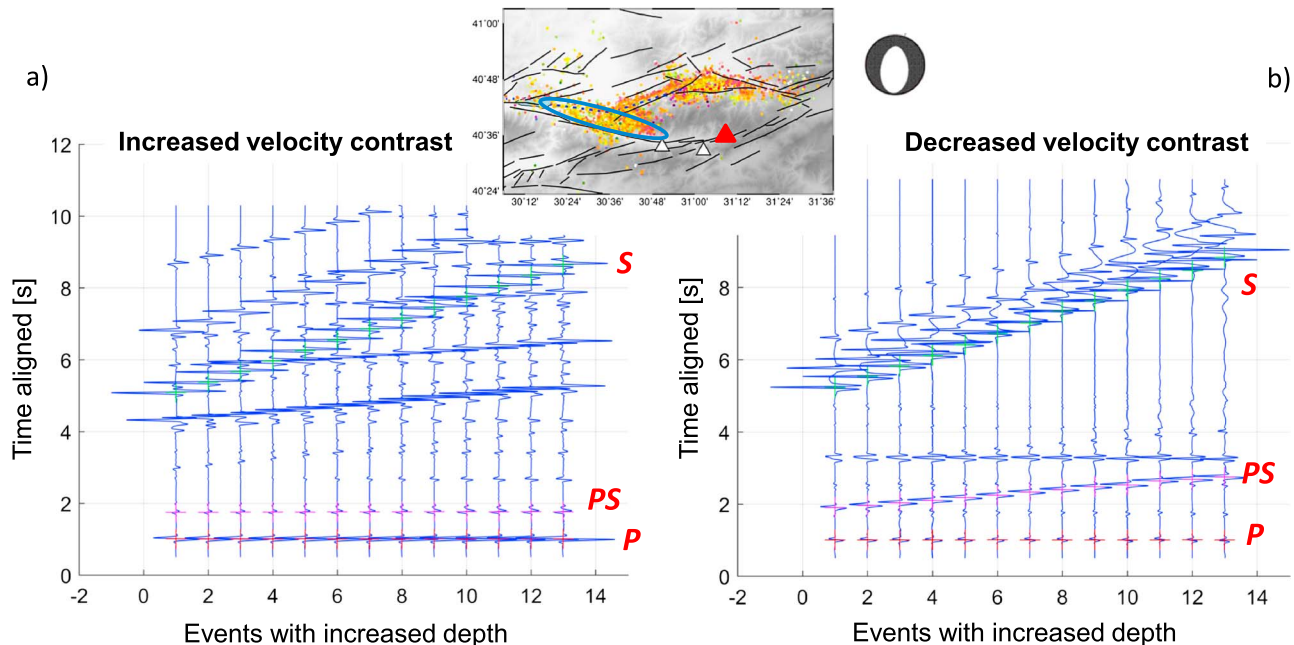 a)
b)
41˚00'
40˚48'
40˚36'
40˚24'
30˚12' 30˚24' 30˚36' 30˚48' 31˚00' 31˚12' 31˚24' 31˚36'
Increased velocity contrast
12
10
8
6
4
2
0
Time aligned [s]
S
PS
P
-2 0 2 4 6 8 10 12 14
Events with increased depth
Decreased velocity contrast
8
6
4
2
0
Time aligned [s]
S
PS
P
-2 0 2 4 6 8 10 12 14
Events with increased depth